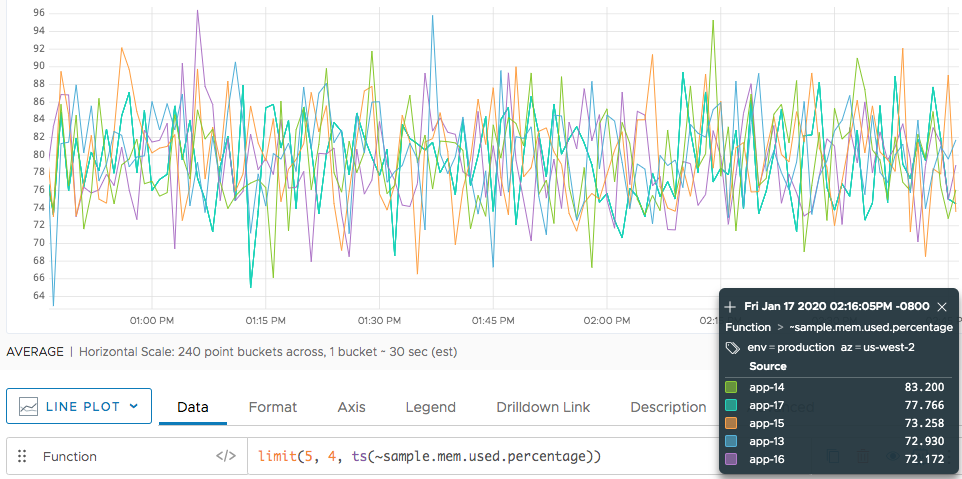 96
94
92
90
88
86
84
82
80
78
76
74
72
70
68
66
64
01:00 PM 01:15 PM 01:30 PM 01:45 PM 02:00 PM
Fri Jan 17 2020 02:16:05PM -0800
Function > ~sample.mem.used.percentage
env=production az=us-west-2
Source
app-14 83.200
app-17 77.766
app-15 73.258
app-13 72.930
app-16 72.172
AVERAGE | Horizontal Scale: 240 point buckets across, 1 bucket ~ 30 sec (est)
LINE PLOT Data Format Axis Legend Drilldown Link Description
Function </> limit(5, 4, ts(~sample.mem.used.percentage))